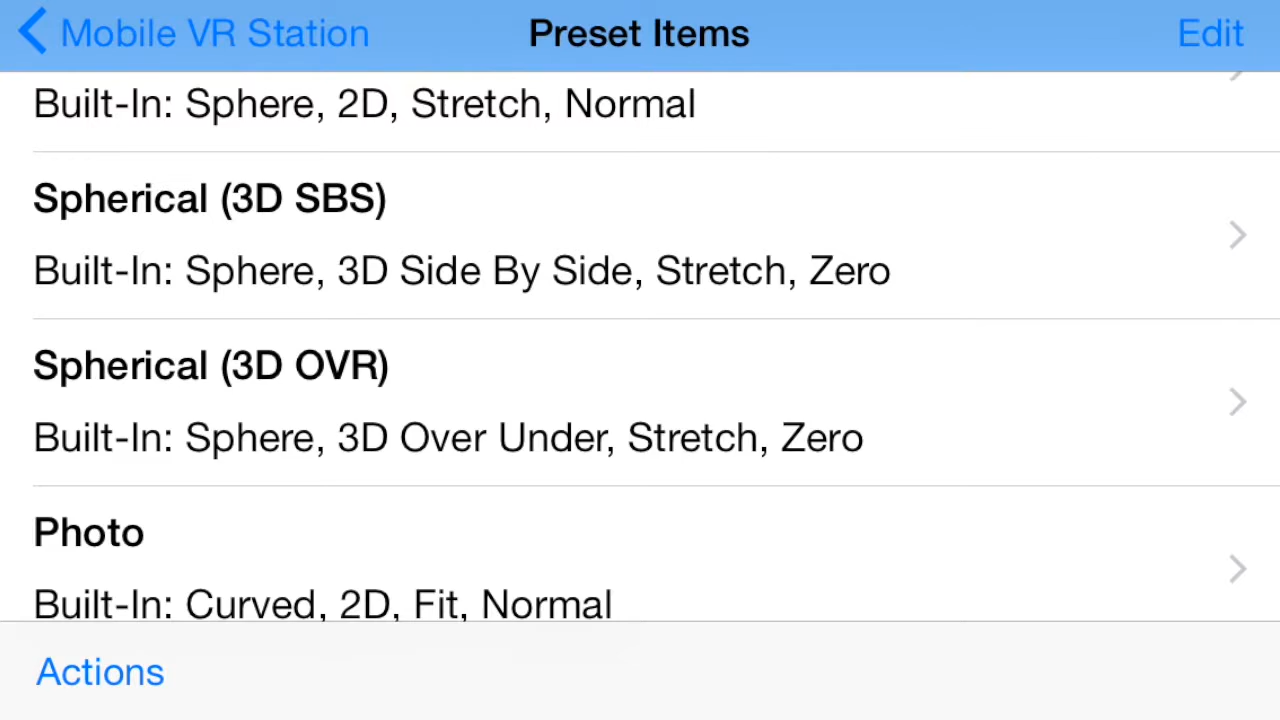 Mobile VR Station
Preset Items
Edit
Built-In: Sphere, 2D, Stretch, Normal
Spherical (3D SBS)
Built-In: Sphere, 3D Side By Side, Stretch, Zero
Spherical (3D OVR)
Built-In: Sphere, 3D Over Under, Stretch, Zero
Photo
Built-In: Curved, 2D, Fit, Normal
Actions